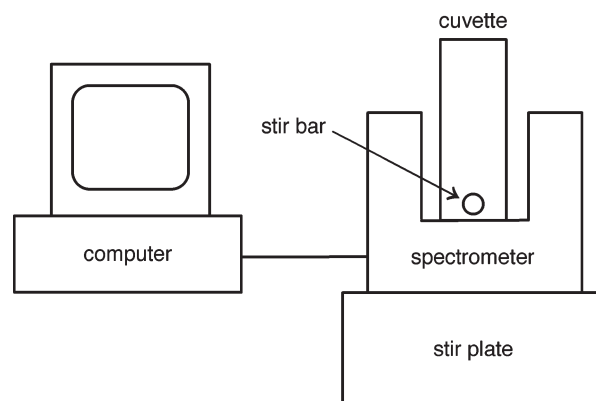 cuvette
stir bar
computer
spectrometer
stir plate